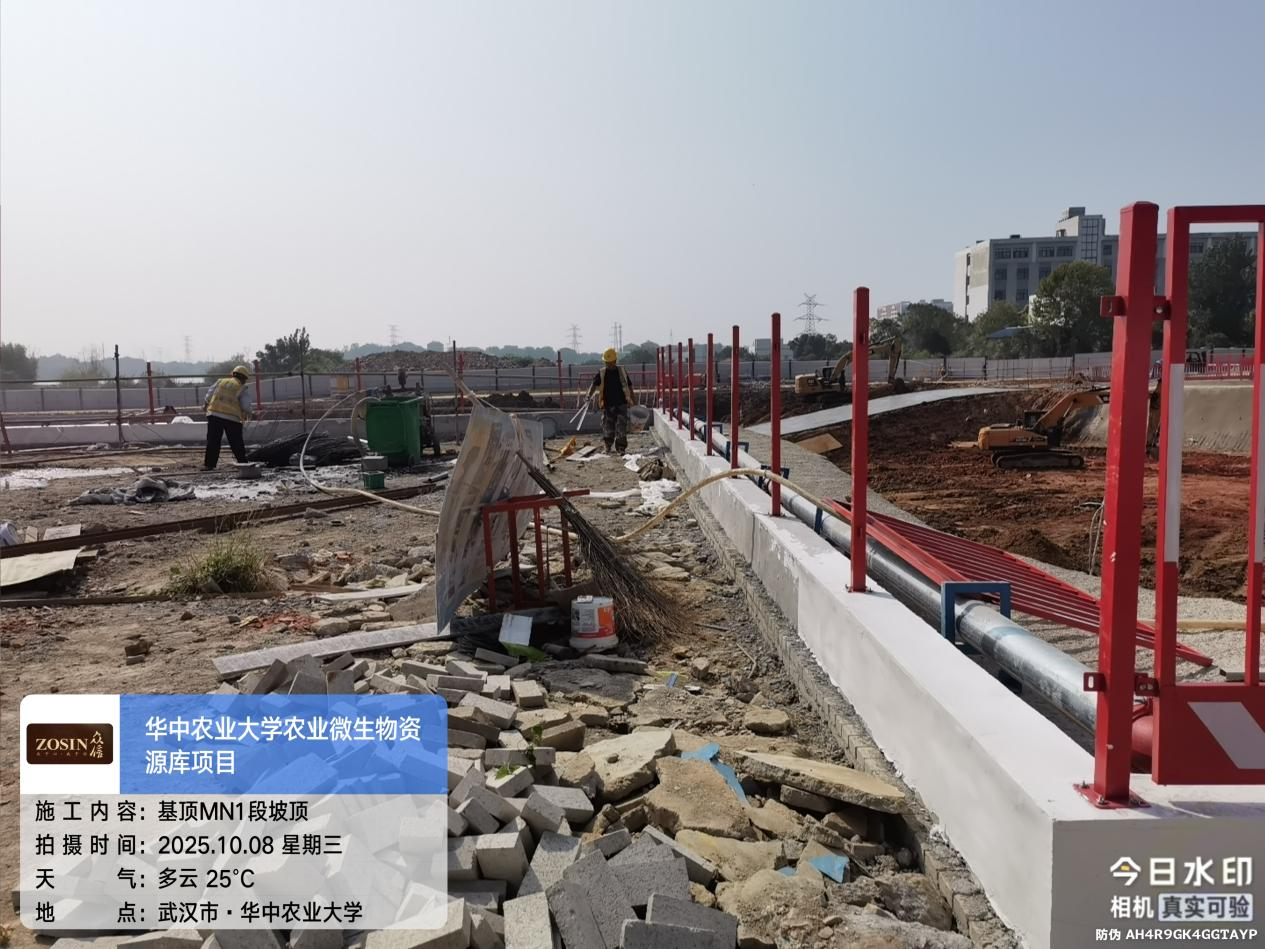 ZOSIN 众信
华中农业大学农业微生物资
源库项目
施工内容：基顶MN1段坡顶
拍摄时间：2025.10.08 星期三
天气：多云 25℃
地点：武汉市·华中农业大学
今日水印
相机 真实可验
防伪 AH4R9GK4GGTAYP